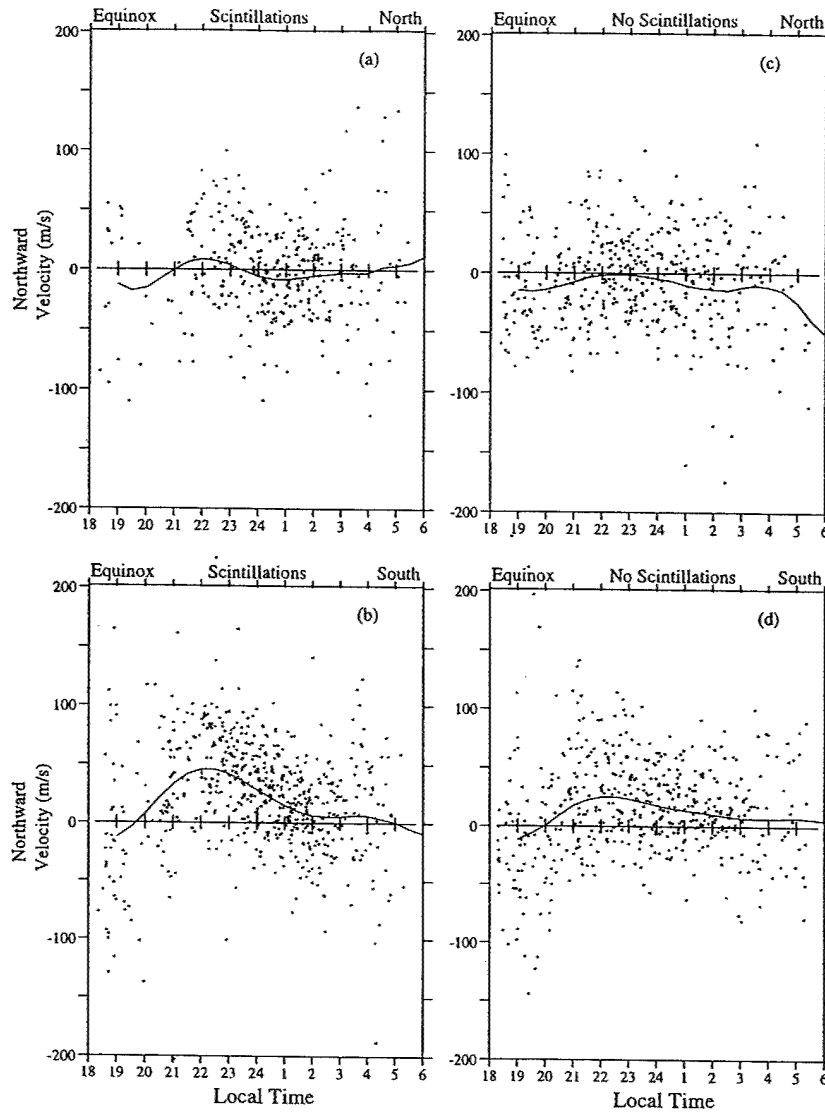 Equinox Scintillations North
(a)
200
100
0
-100
-200
Northward
Velocity (m/s)
18 19 20 21 22 23 24 1 2 3 4 5 6
Equinox No Scintillations North
(c)
200
100
0
-100
-200
18 19 20 21 22 23 24 1 2 3 4 5 6
Equinox Scintillations South
(b)
200
100
0
-100
-200
Northward
Velocity (m/s)
18 19 20 21 22 23 24 1 2 3 4 5 6
Local Time
Equinox No Scintillations South
(d)
200
100
0
-100
-200
18 19 20 21 22 23 24 1 2 3 4 5 6
Local Time